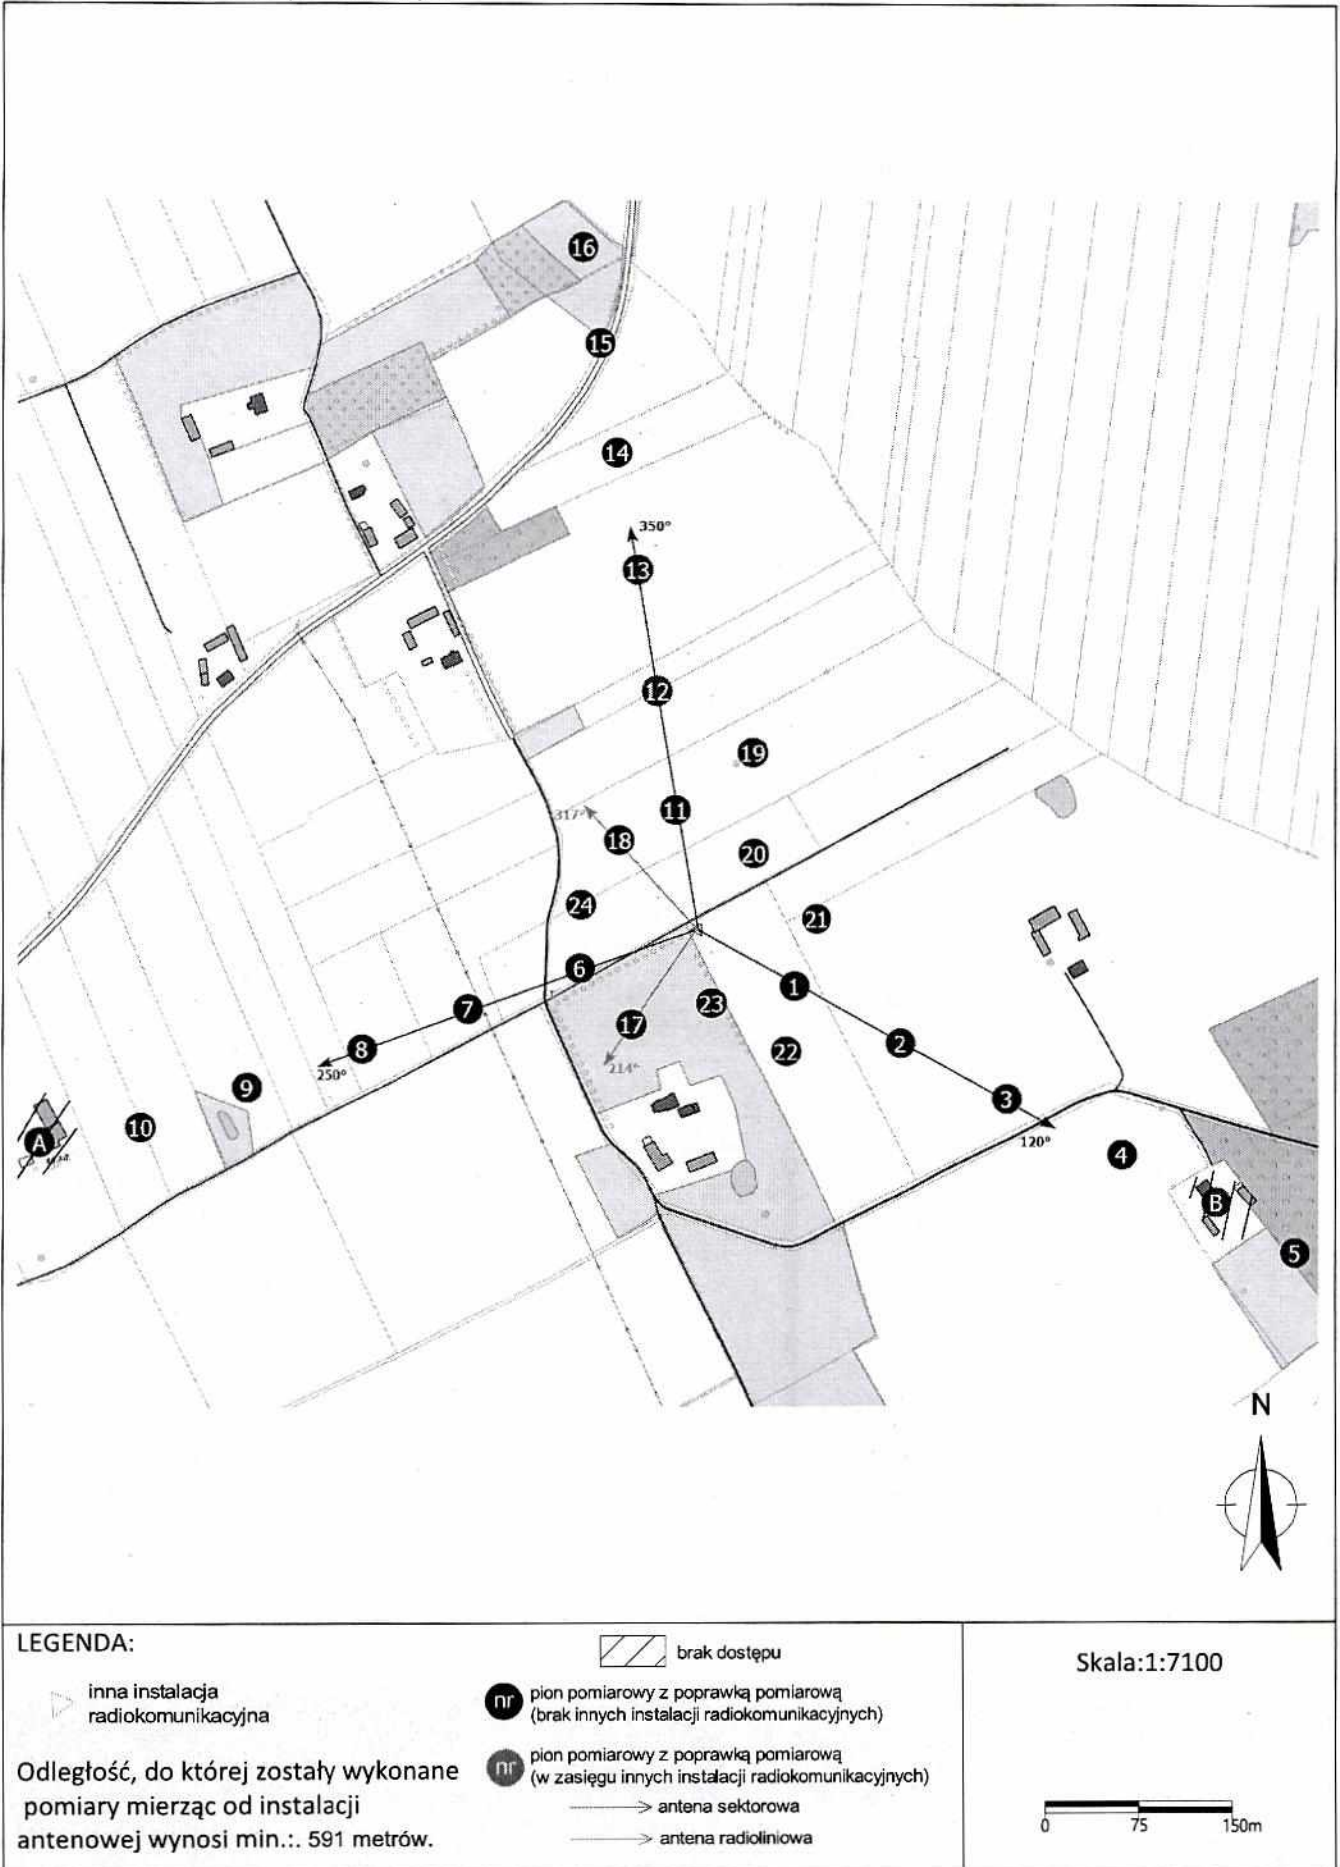 16
15
14
350°
13
12
19
11
317°
18
20
24
21
6
1
23
7
17
2
22
8
214°
250°
9
3
10
120°
A
4
B
5
N
LEGENDA:
inna instalacja
radiokomunikacyjna
Odległość, do której zostały wykonane
pomiary mierząc od instalacji
antenowej wynosi min.:. 591 metrów.
brak dostępu
nr pion pomiarowy z poprawką pomiarową
(brak innych instalacji radiokomunikacyjnych)
nr pion pomiarowy z poprawką pomiarową
(w zasięgu innych instalacji radiokomunikacyjnych)
antena sektorowa
antena radioliniowa
Skala:1:7100
0 75 150m